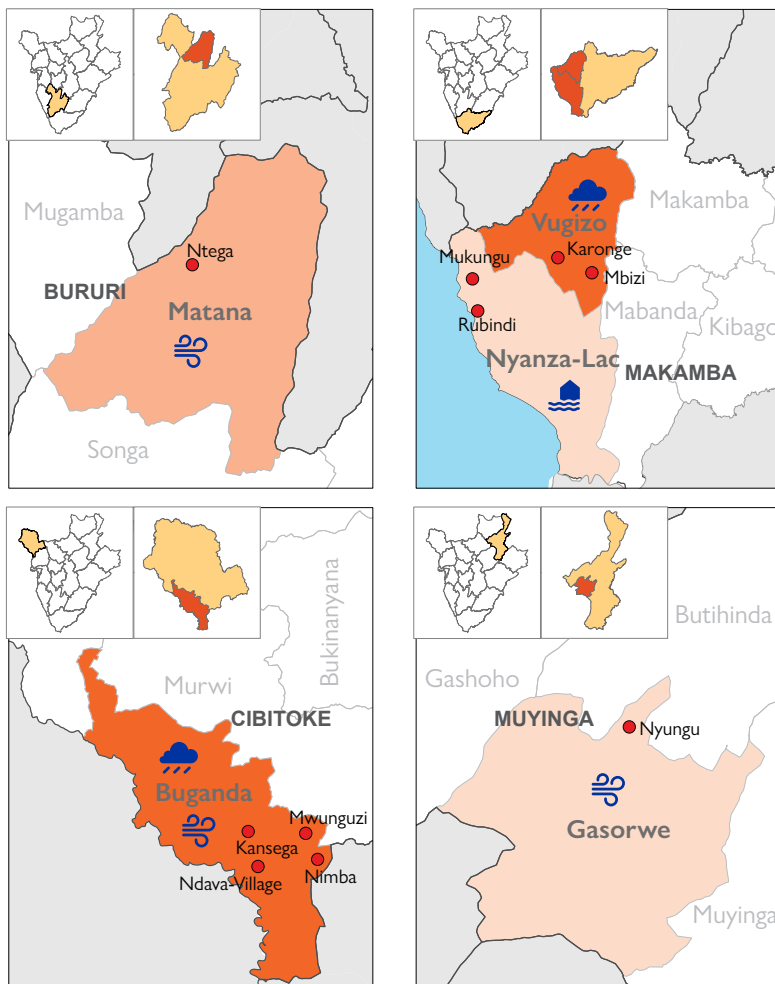 Mugamba
Ntega
BURURI
Matana
Songa
Vugizo
Makamba
Karonge
Mukungu
Mbizi
Mabanda
Rubindi
Kibago
Nyanza-Lac
MAKAMBA
Bukinanyana
Murwi
CIBITOKE
Buganda
Mwunguzi
Kansega
Nimba
Ndava-Village
Butihinda
Gashoho
MUYINGA
Nyungu
Gasorwe
Muyinga